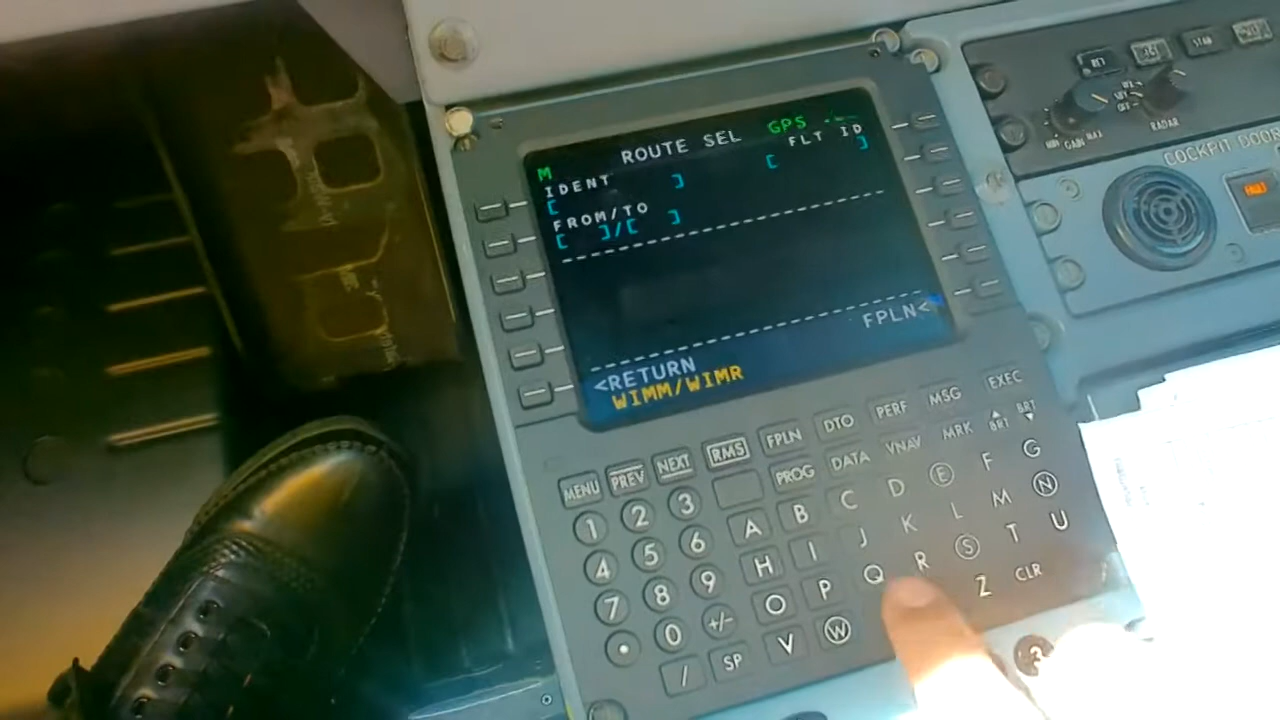 ROUTE SEL GPS
M
IDENT FLT ID
[ ] [ ]
FROM/TO
[ ]/[ ]
FPLN<
<RETURN
WIMM/WIMR
MENU PREV NEXT RMS FPLN DTO PERF MSG EXEC
PROG DATA VNAV MRK BRT BRT
1 2 3 A B C D E F G
4 5 6 H I J K L M N
7 8 9 O P Q R S T U
. 0 +/- V W Z CLR
/ SP
GAIN
RADAR
STAB
COCKPIT DOOR